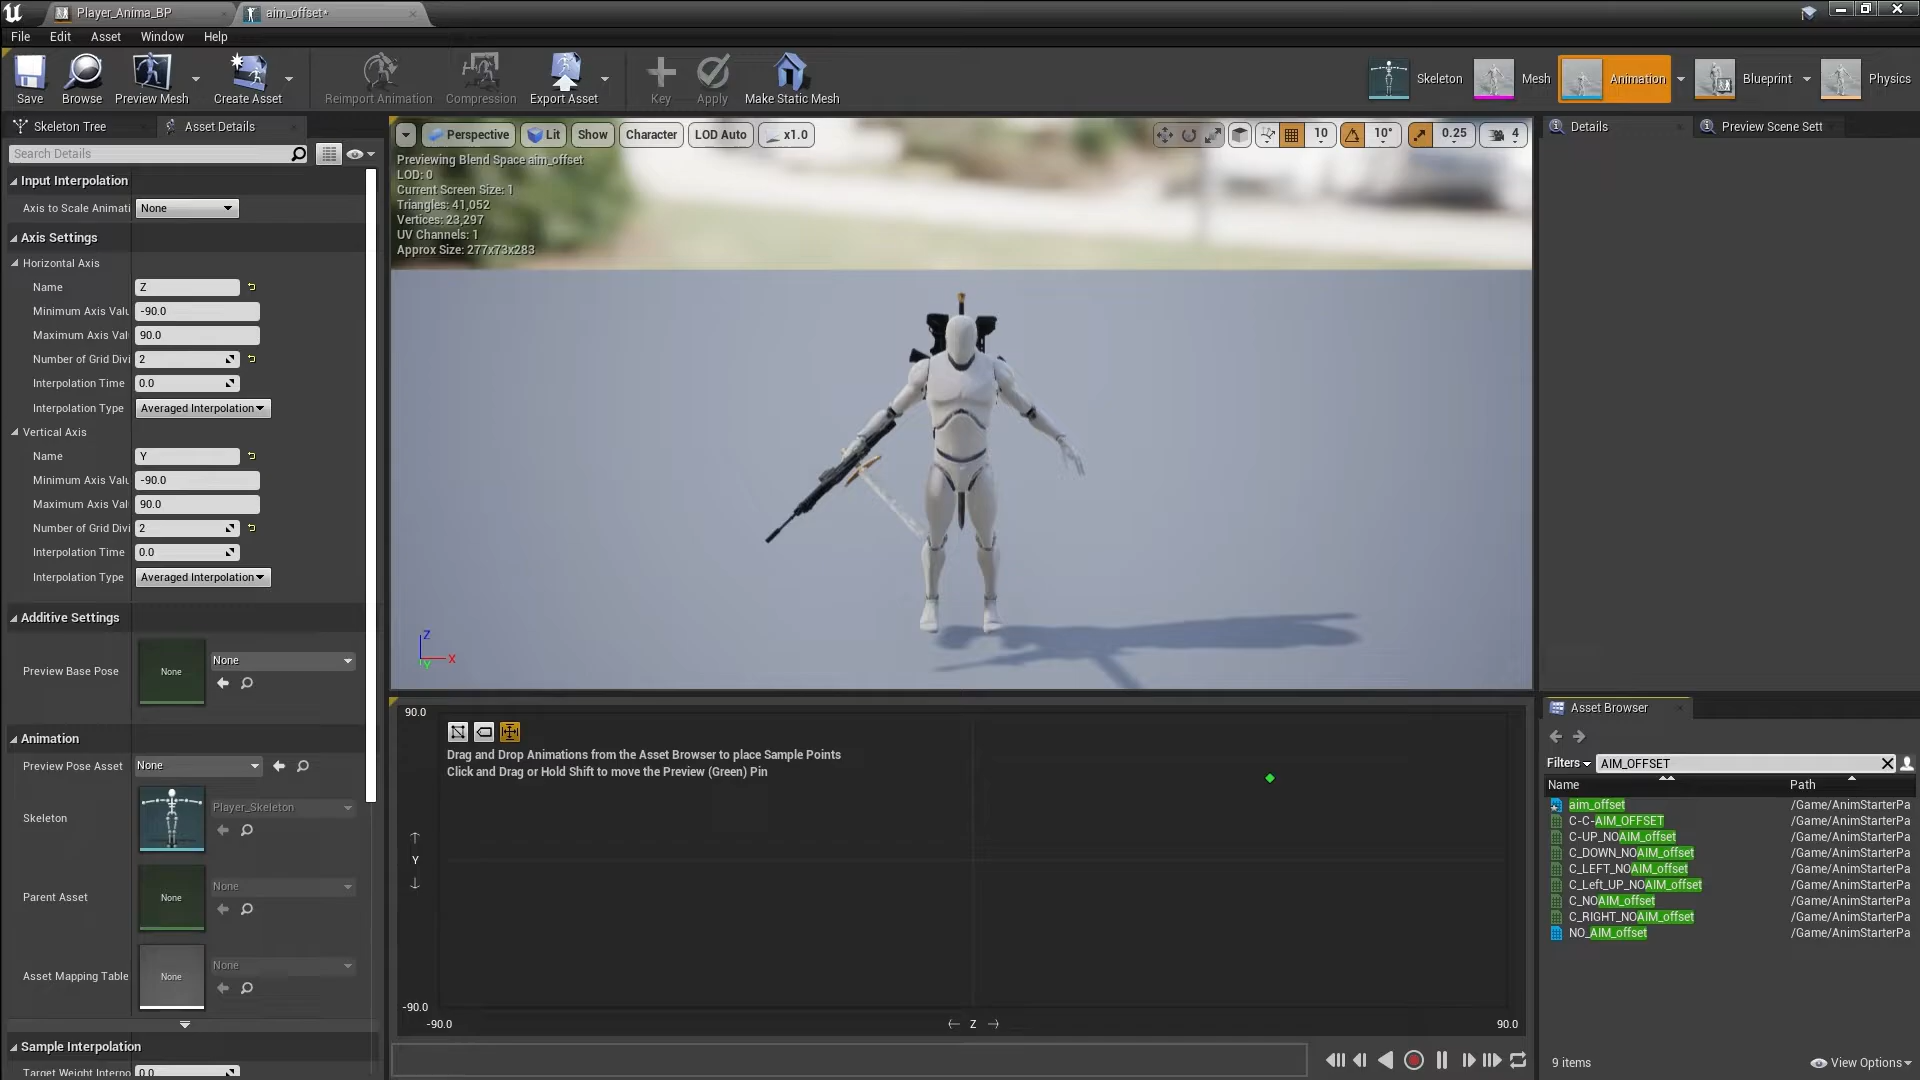 Player_Anima_BP
aim_offset*
File Edit Asset Window Help
Save Browse Preview Mesh Create Asset Reimport Animation Compression Export Asset Key Apply Make Static Mesh
Skeleton Mesh Animation Blueprint Physics
Skeleton Tree Asset Details
Search Details
Input Interpolation
Axis to Scale Animati None
Axis Settings
Horizontal Axis
Name Z
Minimum Axis Valu -90.0
Maximum Axis Val 90.0
Number of Grid Divi 2
Interpolation Time 0.0
Interpolation Type Averaged Interpolation
Vertical Axis
Name Y
Minimum Axis Valu -90.0
Maximum Axis Val 90.0
Number of Grid Divi 2
Interpolation Time 0.0
Interpolation Type Averaged Interpolation
Additive Settings
Preview Base Pose None None
Animation
Preview Pose Asset None
Skeleton Player_Skeleton
Parent Asset None None
Asset Mapping Table None None
Sample Interpolation
Target Weight Interpo 0.0
Perspective Lit Show Character LOD Auto x1.0
10 10° 0.25 4
Previewing Blend Space aim_offset
LOD: 0
Current Screen Size: 1
Triangles: 41,052
Vertices: 23,297
UV Channels: 1
Approx Size: 277x73x283
Z
X
Y
90.0
Drag and Drop Animations from the Asset Browser to place Sample Points
Click and Drag or Hold Shift to move the Preview (Green) Pin
Y
-90.0
-90.0 Z 90.0
Details Preview Scene Sett
Asset Browser
Filters AIM_OFFSET
Name Path
aim_offset /Game/AnimStarterPa
C-C-AIM_OFFSET /Game/AnimStarterPa
C-UP_NOAIM_offset /Game/AnimStarterPa
C_DOWN_NOAIM_offset /Game/AnimStarterPa
C_LEFT_NOAIM_offset /Game/AnimStarterPa
C_Left_UP_NOAIM_offset /Game/AnimStarterPa
C_NOAIM_offset /Game/AnimStarterPa
C_RIGHT_NOAIM_offset /Game/AnimStarterPa
NO_AIM_offset /Game/AnimStarterPa
9 items View Options